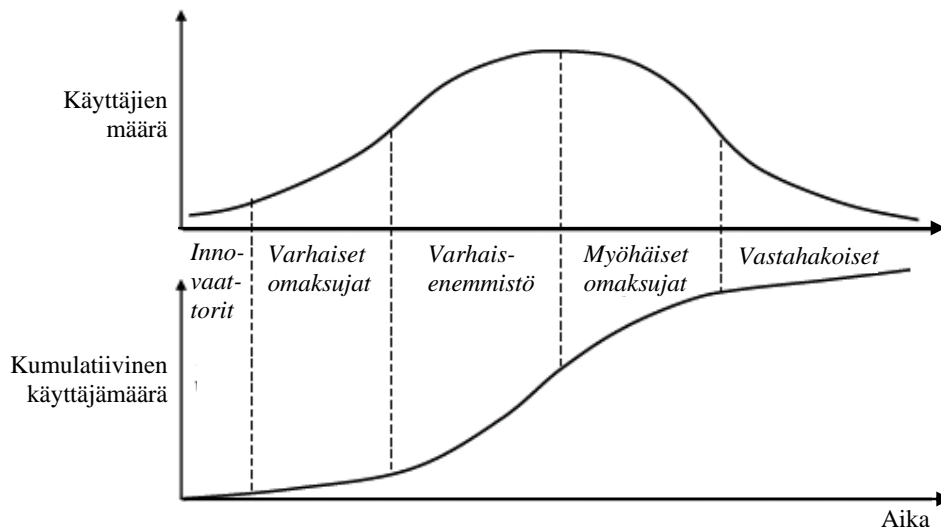 Käyttäjien
määrä
Inno-
vaat-
torit
Varhaiset
omaksujat
Varhais-
enemmistö
Myöhäiset
omaksujat
Vastahakoiset
Kumulatiivinen
käyttäjämäärä
Aika